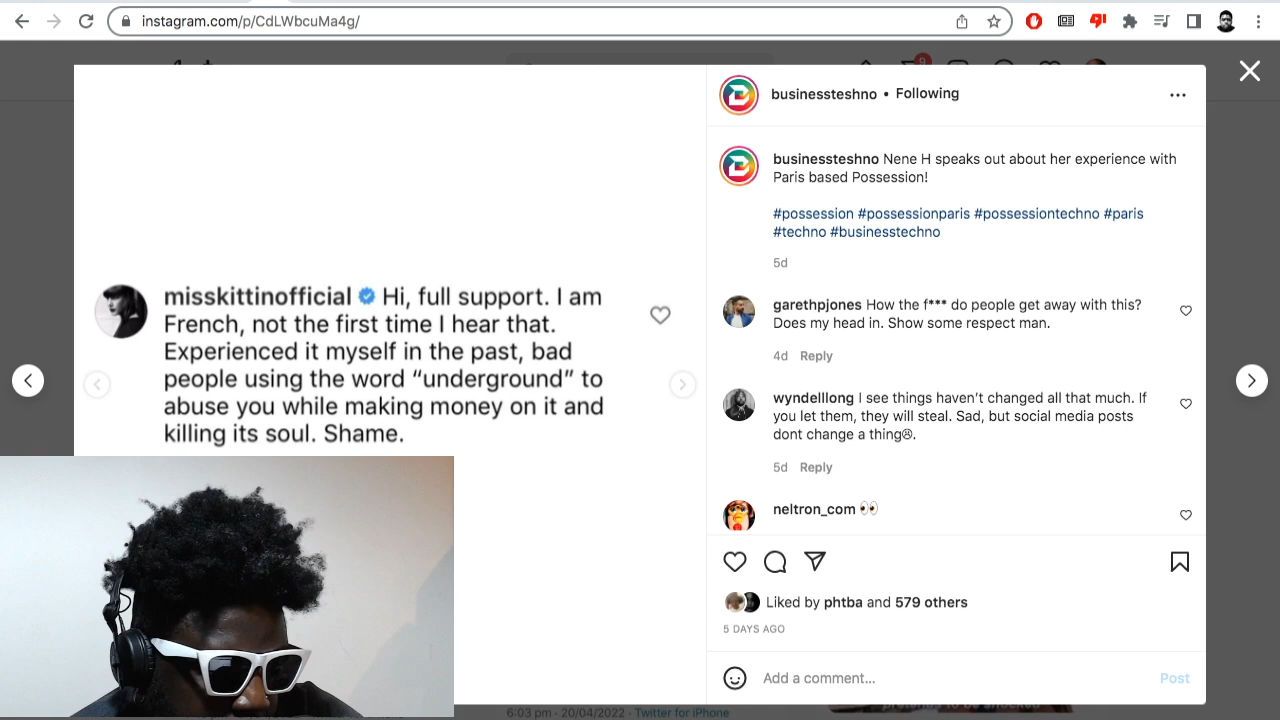 instagram.com/p/CdLWbcuMa4g/
misskittinofficial Hi, full support. I am
French, not the first time I hear that.
Experienced it myself in the past, bad
people using the word “underground” to
abuse you while making money on it and
killing its soul. Shame.
businessteshno • Following
businessteshno Nene H speaks out about her experience with
Paris based Possession!
#possession #possessionparis #possessiontechno #paris
#techno #businesstechno
5d
garethpjones How the f*** do people get away with this?
Does my head in. Show some respect man.
4d Reply
wyndelllong I see things haven’t changed all that much. If
you let them, they will steal. Sad, but social media posts
dont change a thing😢.
5d Reply
neltron_com 👀
Liked by phtba and 579 others
5 DAYS AGO
Add a comment...
Post
6:03 pm · 20/04/2022 · Twitter for iPhone